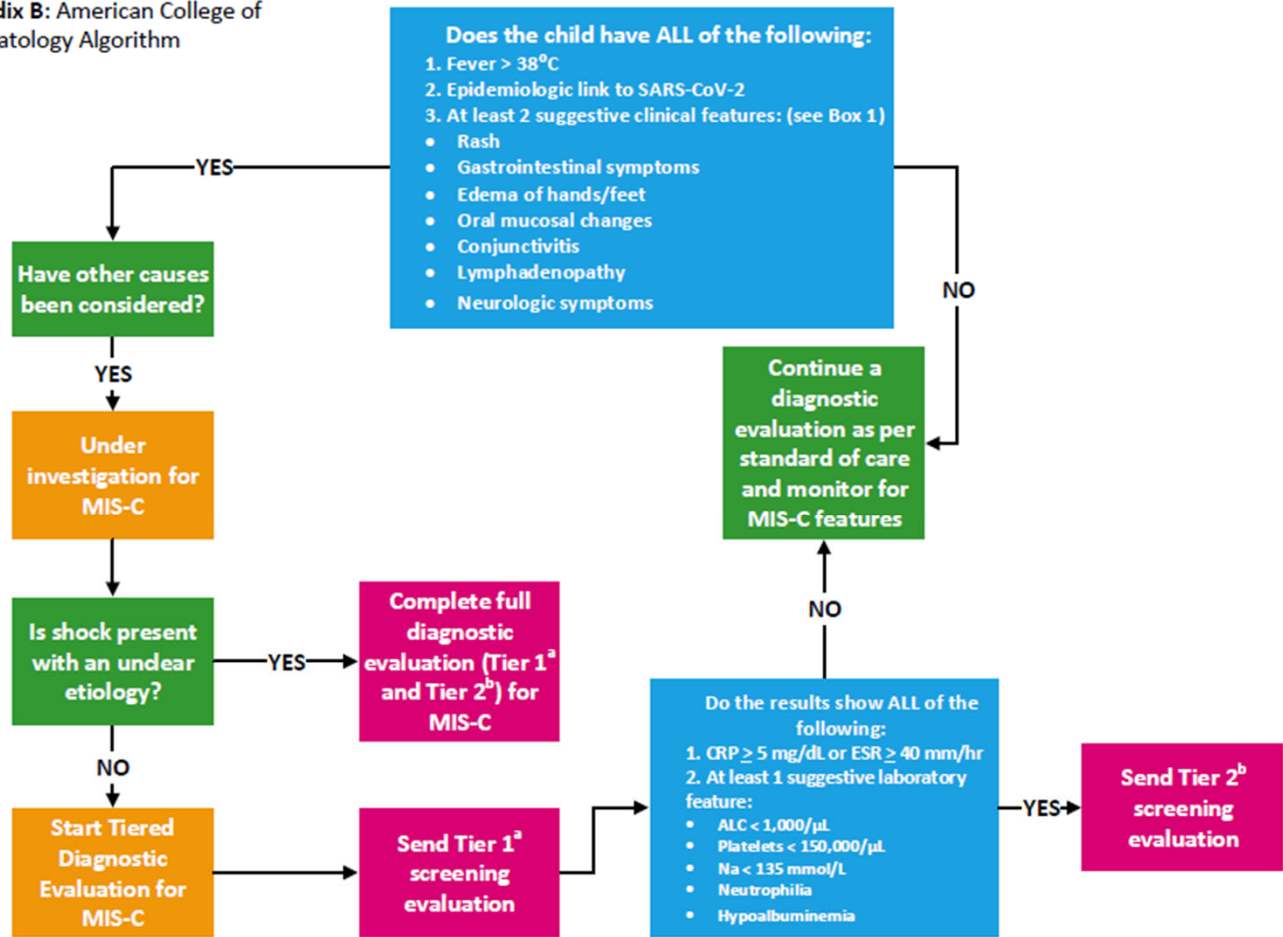 dix B: American College of
atology Algorithm
Does the child have ALL of the following:
1. Fever > 38°C
2. Epidemiologic link to SARS-CoV-2
3. At least 2 suggestive clinical features: (see Box 1)
• Rash
• Gastrointestinal symptoms
• Edema of hands/feet
• Oral mucosal changes
• Conjunctivitis
• Lymphadenopathy
• Neurologic symptoms
YES
NO
Have other causes
been considered?
YES
Under
investigation for
MIS-C
Continue a
diagnostic
evaluation as per
standard of care
and monitor for
MIS-C features
Is shock present
with an unclear
etiology?
YES
Complete full
diagnostic
evaluation (Tier 1ᵃ
and Tier 2ᵇ) for
MIS-C
NO
NO
Start Tiered
Diagnostic
Evaluation for
MIS-C
Send Tier 1ᵃ
screening
evaluation
Do the results show ALL of the
following:
1. CRP ≥ 5 mg/dL or ESR ≥ 40 mm/hr
2. At least 1 suggestive laboratory
feature:
• ALC < 1,000/µL
• Platelets < 150,000/µL
• Na < 135 mmol/L
• Neutrophilia
• Hypoalbuminemia
YES
Send Tier 2ᵇ
screening
evaluation